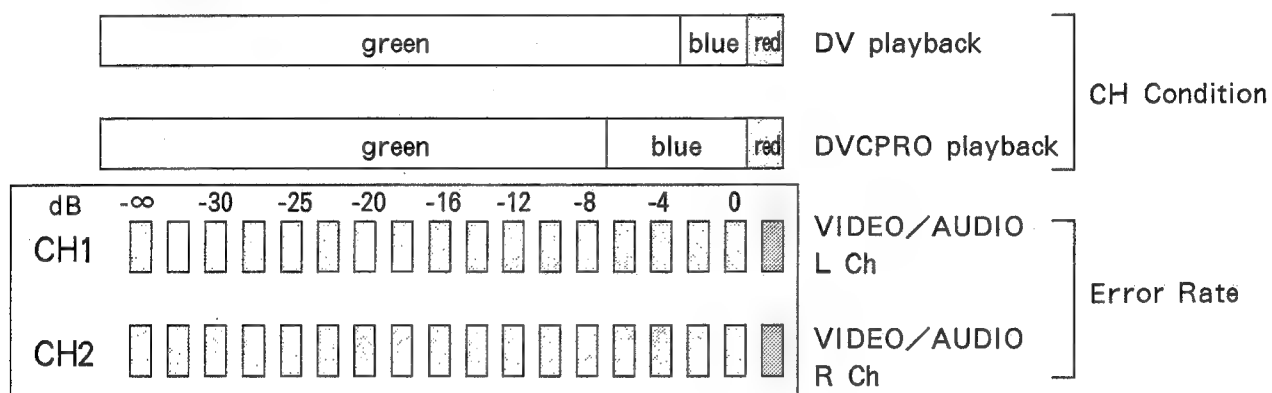 green blue red DV playback
CH Condition
green blue red DVCPRO playback
dB -∞ -30 -25 -20 -16 -12 -8 -4 0
CH1 VIDEO/AUDIO
L Ch
Error Rate
CH2 VIDEO/AUDIO
R Ch